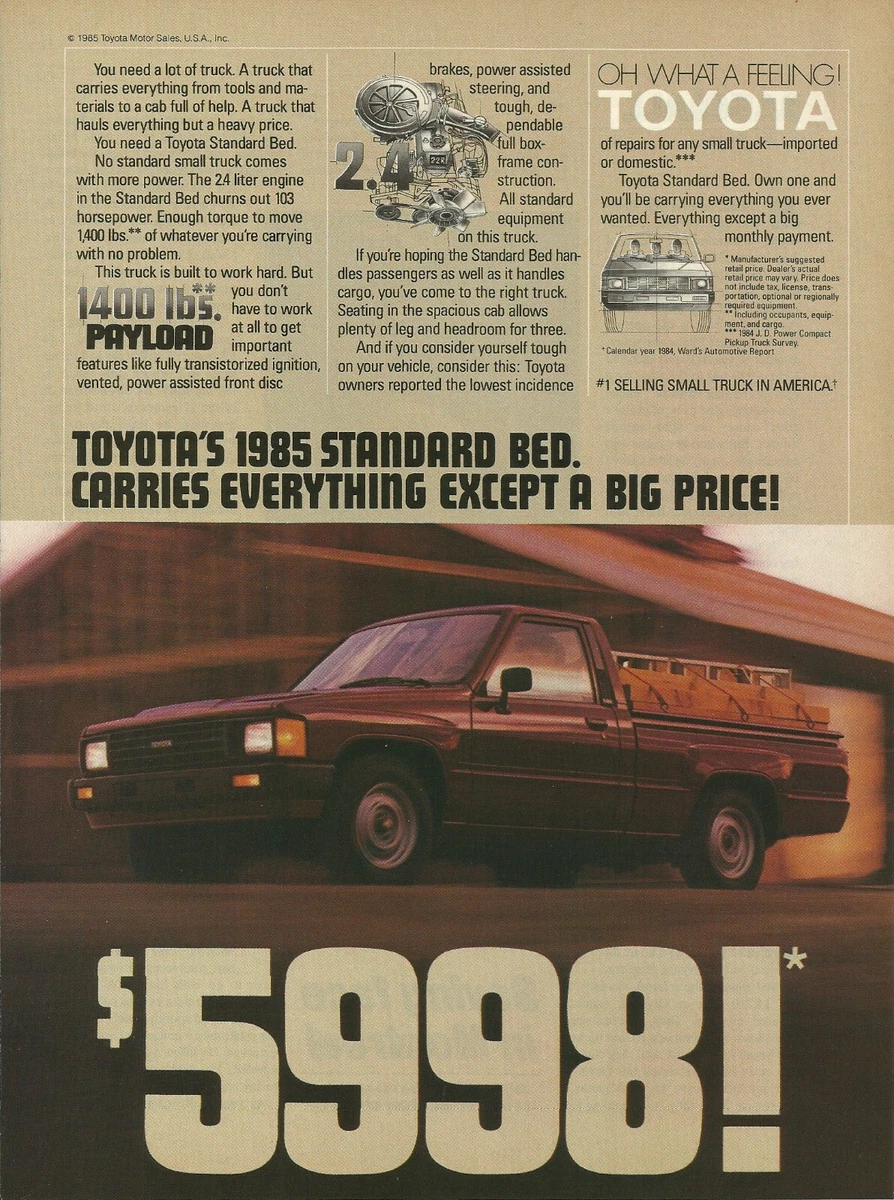 © 1985 Toyota Motor Sales, U.S.A., Inc.
You need a lot of truck. A truck that
carries everything from tools and ma-
terials to a cab full of help. A truck that
hauls everything but a heavy price.
You need a Toyota Standard Bed.
No standard small truck comes
with more power. The 2.4 liter engine
in the Standard Bed churns out 103
horsepower. Enough torque to move
1,400 lbs.** of whatever you're carrying
with no problem.
This truck is built to work hard. But
1400 lbs.**
PAYLOAD
you don't
have to work
at all to get
important
features like fully transistorized ignition,
vented, power assisted front disc
brakes, power assisted
steering, and
tough, de-
pendable
full box-
frame con-
struction.
All standard
equipment
on this truck.
2.4
22R
If you're hoping the Standard Bed han-
dles passengers as well as it handles
cargo, you've come to the right truck.
Seating in the spacious cab allows
plenty of leg and headroom for three.
And if you consider yourself tough
on your vehicle, consider this: Toyota
owners reported the lowest incidence
OH WHAT A FEELING!
TOYOTA
of repairs for any small truck—imported
or domestic.***
Toyota Standard Bed. Own one and
you'll be carrying everything you ever
wanted. Everything except a big
monthly payment.
* Manufacturer's suggested
retail price. Dealer's actual
retail price may vary. Price does
not include tax, license, trans-
portation, optional or regionally
required equipment.
** Including occupants, equip-
ment, and cargo.
*** 1984 J. D. Power Compact
Pickup Truck Survey.
† Calendar year 1984, Ward's Automotive Report
#1 SELLING SMALL TRUCK IN AMERICA.†
TOYOTA'S 1985 STANDARD BED.
CARRIES EVERYTHING EXCEPT A BIG PRICE!
TOYOTA
$5998!*